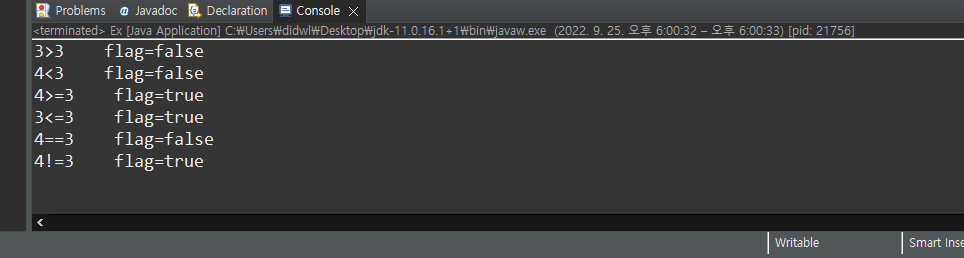 Problems @ Javadoc Declaration Console
<terminated> Ex [Java Application] C:₩Users₩didwl₩Desktop₩jdk-11.0.16.1+1₩bin₩javaw.exe (2022. 9. 25. 오후 6:00:32 – 오후 6:00:33) [pid: 21756]
3>3    flag=false
4<3    flag=false
4>=3    flag=true
3<=3    flag=true
4==3    flag=false
4!=3    flag=true
Writable Smart Inse